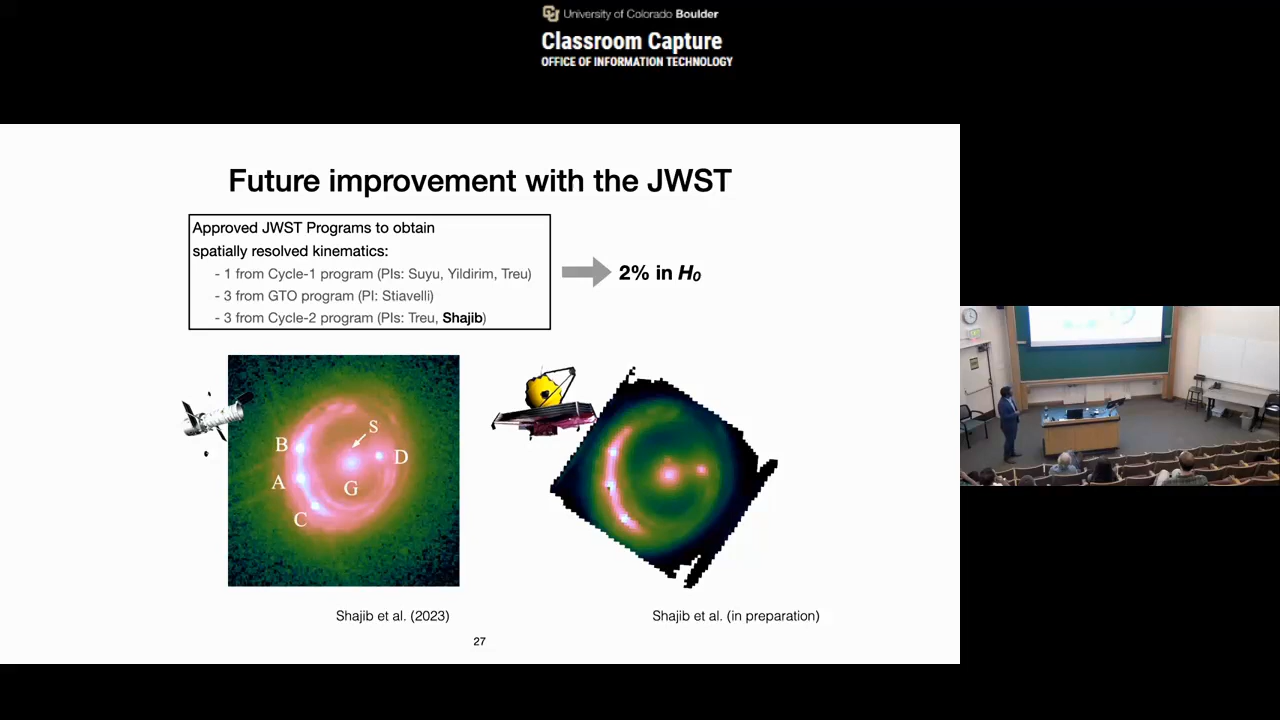 University of Colorado Boulder
Classroom Capture
OFFICE OF INFORMATION TECHNOLOGY
Future improvement with the JWST
Approved JWST Programs to obtain
spatially resolved kinematics:
- 1 from Cycle-1 program (PIs: Suyu, Yildirim, Treu)
- 3 from GTO program (PI: Stiavelli)
- 3 from Cycle-2 program (PIs: Treu, Shajib)
2% in H₀
S
B
D
A
G
C
Shajib et al. (2023)
Shajib et al. (in preparation)
27